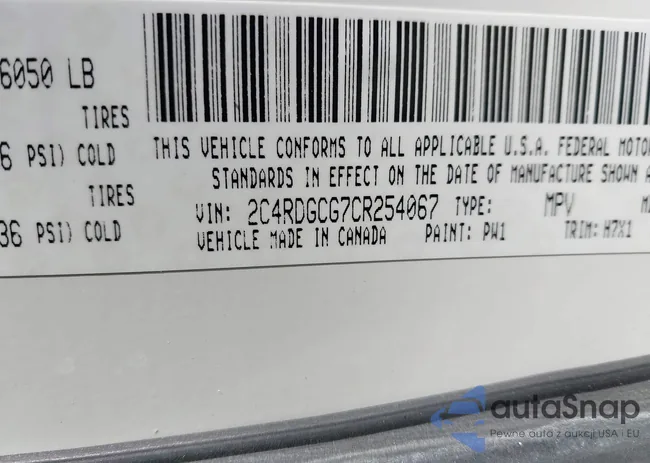 6050 LB
TIRES
6 PSI) COLD
TIRES
36 PSI) COLD
THIS VEHICLE CONFORMS TO ALL APPLICABLE U.S.A. FEDERAL MOTO
STANDARDS IN EFFECT ON THE DATE OF MANUFACTURE SHOWN A
VIN: 2C4RDGCG7CR254067 TYPE: MPV
VEHICLE MADE IN CANADA PAINT: PW1 TRIM: H7X1
autaSnap
Pewne auta z aukcji USA i EU